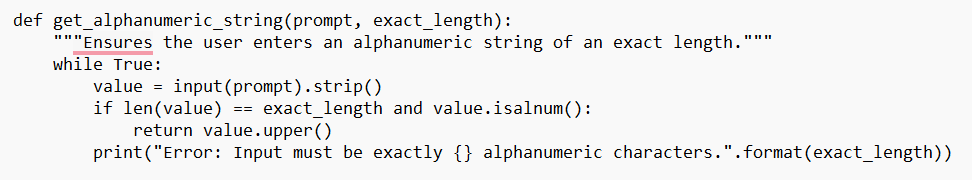 def get_alphanumeric_string(prompt, exact_length):
    """Ensures the user enters an alphanumeric string of an exact length."""
    while True:
        value = input(prompt).strip()
        if len(value) == exact_length and value.isalnum():
            return value.upper()
        print("Error: Input must be exactly {} alphanumeric characters.".format(exact_length))